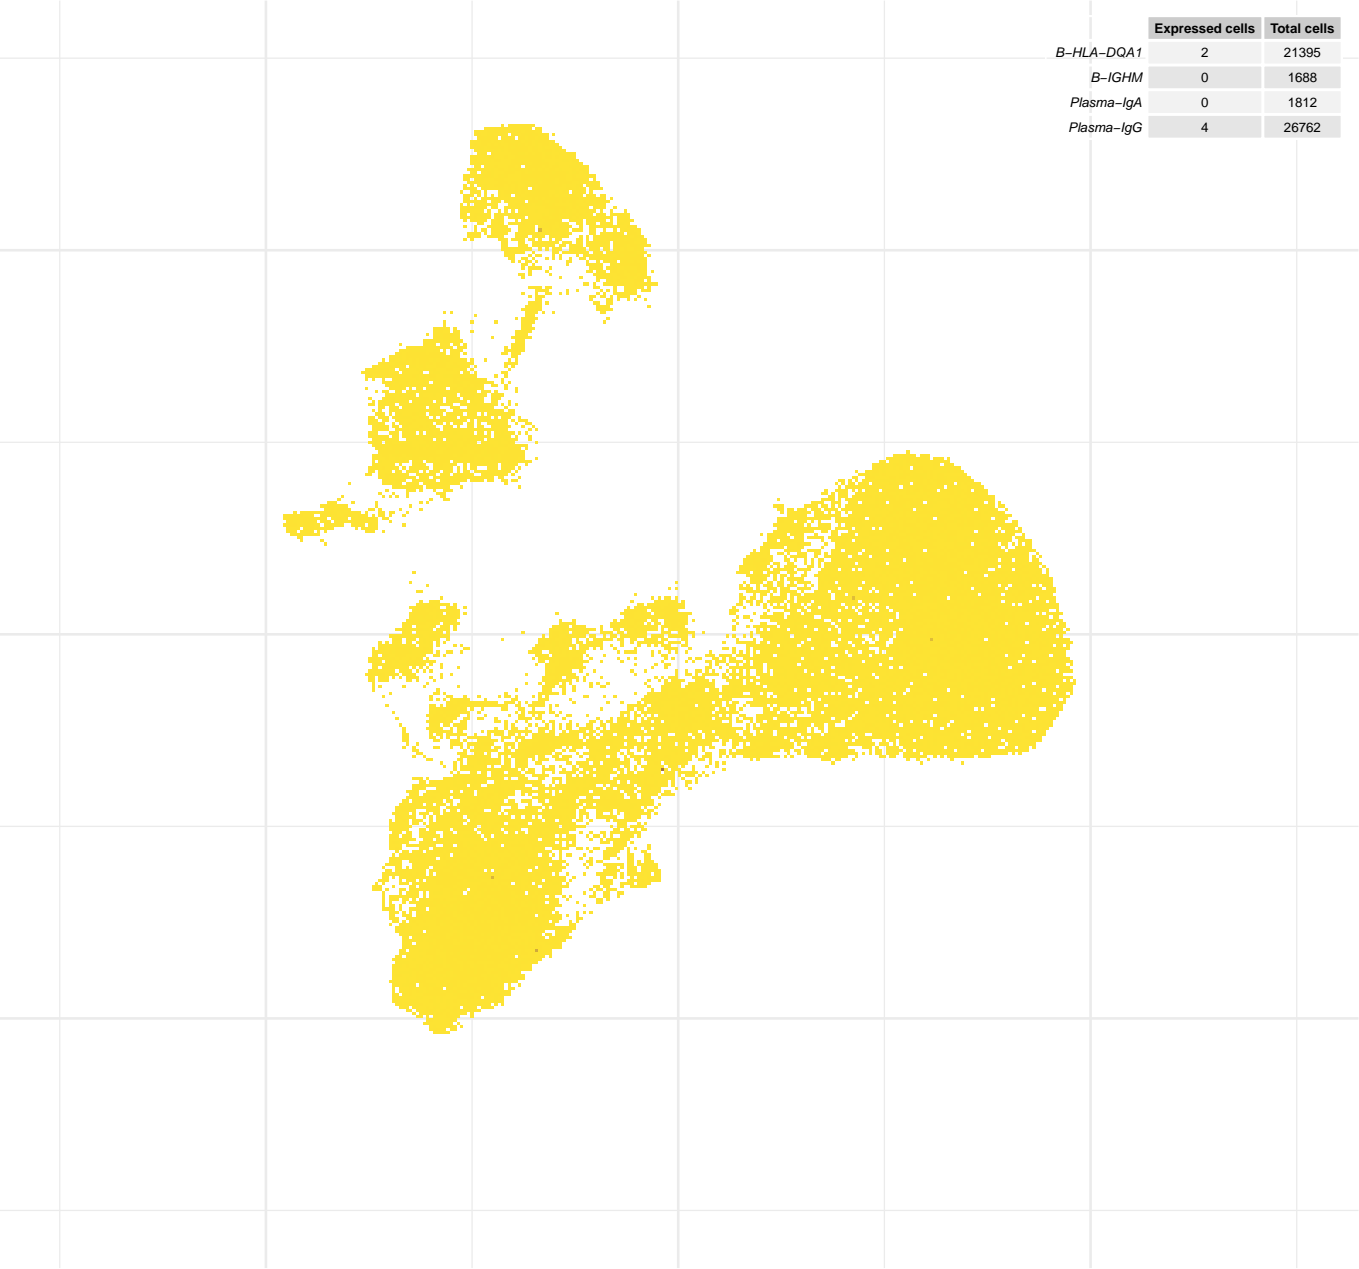 Expressed cells Total cells
B−HLA−DQA1 2 21395
B−IGHM 0 1688
Plasma−IgA 0 1812
Plasma−IgG 4 26762